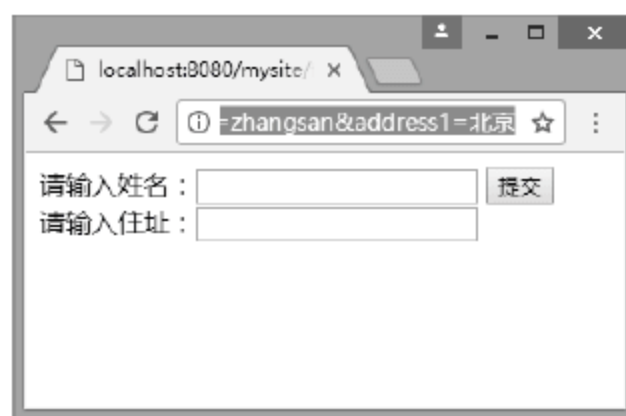 localhost:8080/mysite/
=zhangsan&address1=北京
请输入姓名： 提交
请输入住址：